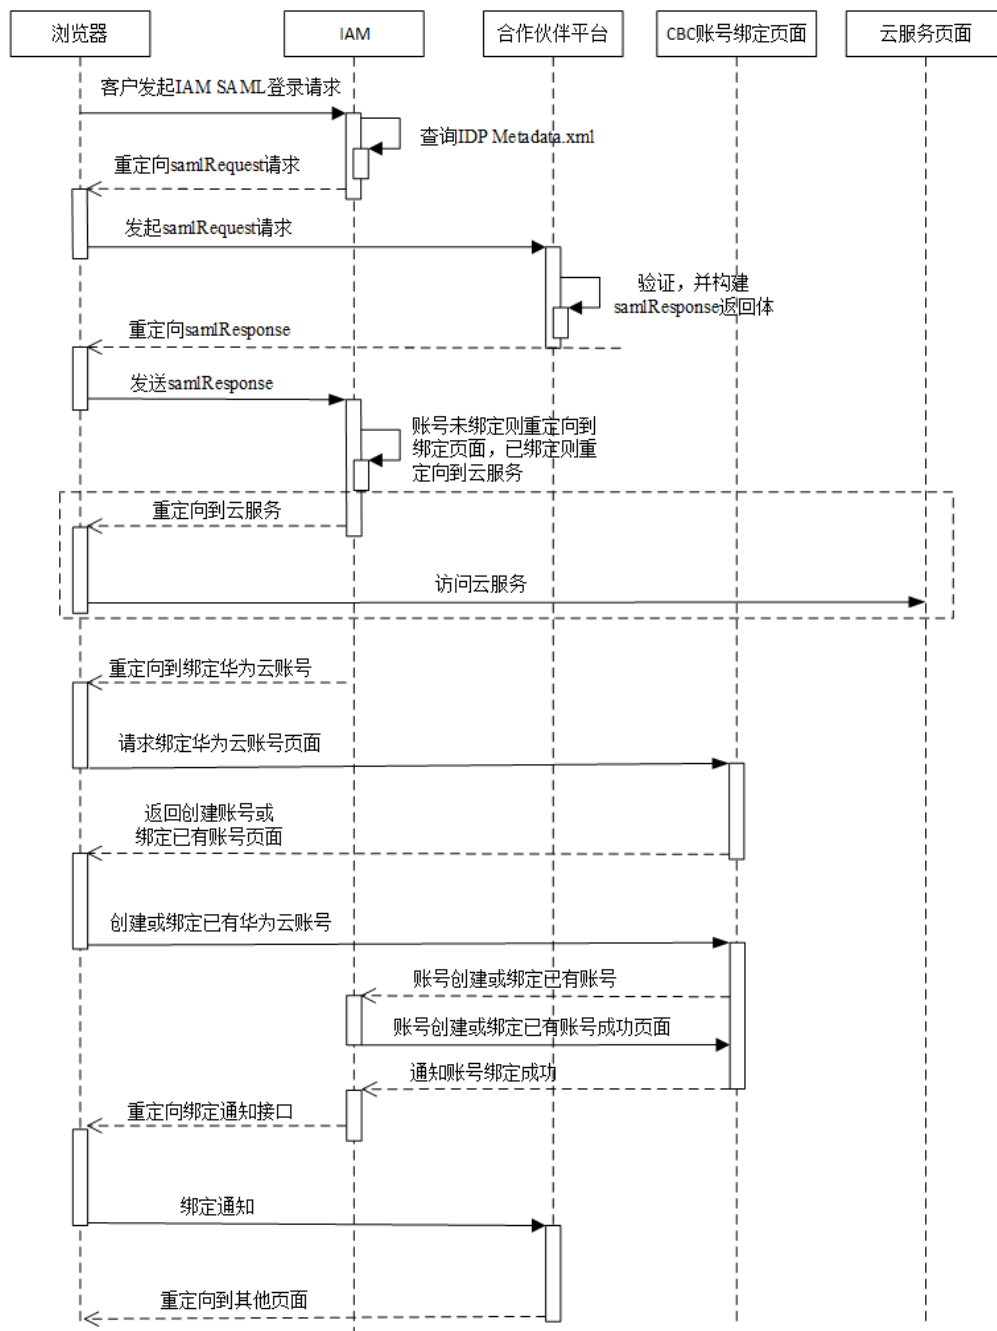 浏览器
IAM
合作伙伴平台
CBC账号绑定页面
云服务页面
客户发起IAM SAML登录请求
查询IDP Metadata.xml
重定向samlRequest请求
发起samlRequest请求
验证，并构建
samlResponse返回体
重定向samlResponse
发送samlResponse
账号未绑定则重定向到
绑定页面，已绑定则重
定向到云服务
重定向到云服务
访问云服务
重定向到绑定华为云账号
请求绑定华为云账号页面
返回创建账号或
绑定已有账号页面
创建或绑定已有华为云账号
账号创建或绑定已有账号
账号创建或绑定已有账号成功页面
通知账号绑定成功
重定向绑定通知接口
绑定通知
重定向到其他页面